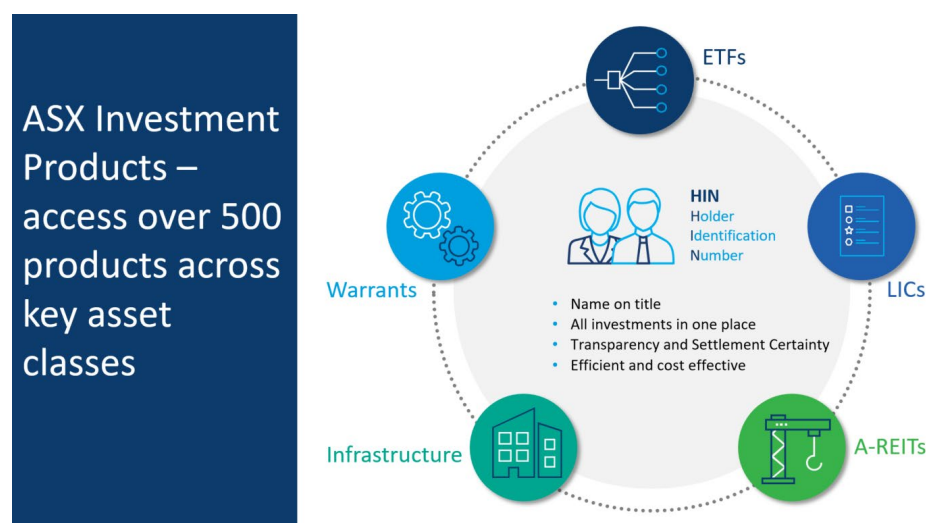 ASX Investment
Products –
access over 500
products across
key asset
classes
ETFs
HIN
Holder
Identification
Number
Warrants
LICs
• Name on title
• All investments in one place
• Transparency and Settlement Certainty
• Efficient and cost effective
Infrastructure
A-REITs